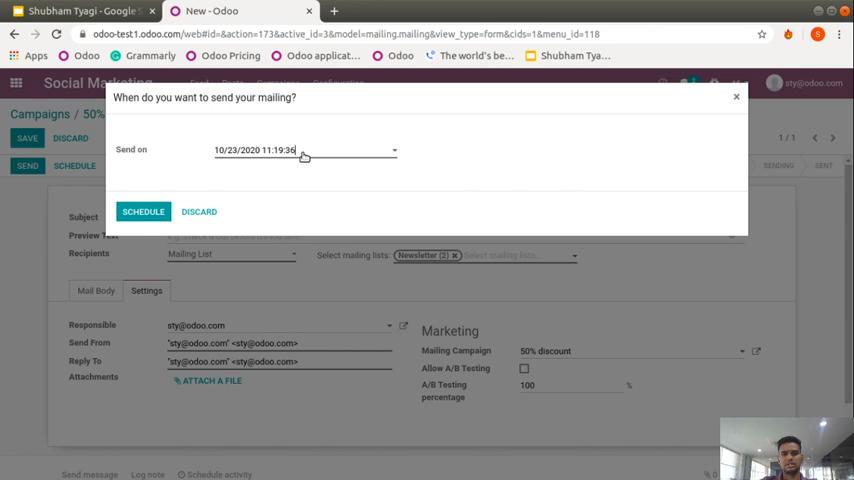 Shubham Tyagi - Google S
New - Odoo
odoo-test1.odoo.com/web#id=&action=173&active_id=3&model=mailing.mailing&view_type=form&cids=1&menu_id=118
Apps
Odoo
Grammarly
Odoo Pricing
Odoo applicat...
Odoo
The world's be...
Shubham Tya...
Social Marketing
Feed Posts Campaigns Configuration
sty@odoo.com
Campaigns / 50%
SAVE DISCARD
1 / 1
SEND SCHEDULE
SENDING SENT
When do you want to send your mailing?
×
Send on
10/23/2020 11:19:36
SCHEDULE DISCARD
Subject
Preview Text
Recipients
Mailing List
Select mailing lists:
Newsletter (2) ×
Select mailing lists...
Mail Body
Settings
Responsible
sty@odoo.com
Send From
"sty@odoo.com" <sty@odoo.com>
Reply To
"sty@odoo.com" <sty@odoo.com>
Attachments
ATTACH A FILE
Marketing
Mailing Campaign
50% discount
Allow A/B Testing
A/B Testing
percentage
100
%
Send message
Log note
Schedule activity
0